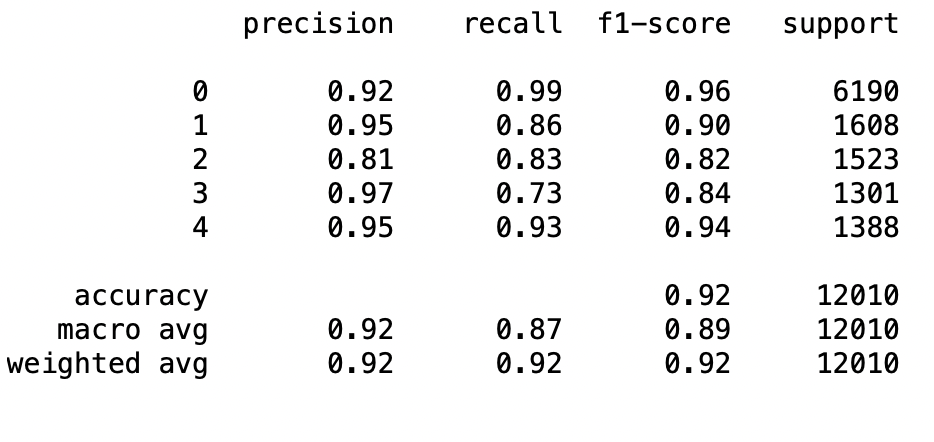 precision recall f1-score support
0 0.92 0.99 0.96 6190
1 0.95 0.86 0.90 1608
2 0.81 0.83 0.82 1523
3 0.97 0.73 0.84 1301
4 0.95 0.93 0.94 1388
accuracy 0.92 12010
macro avg 0.92 0.87 0.89 12010
weighted avg 0.92 0.92 0.92 12010